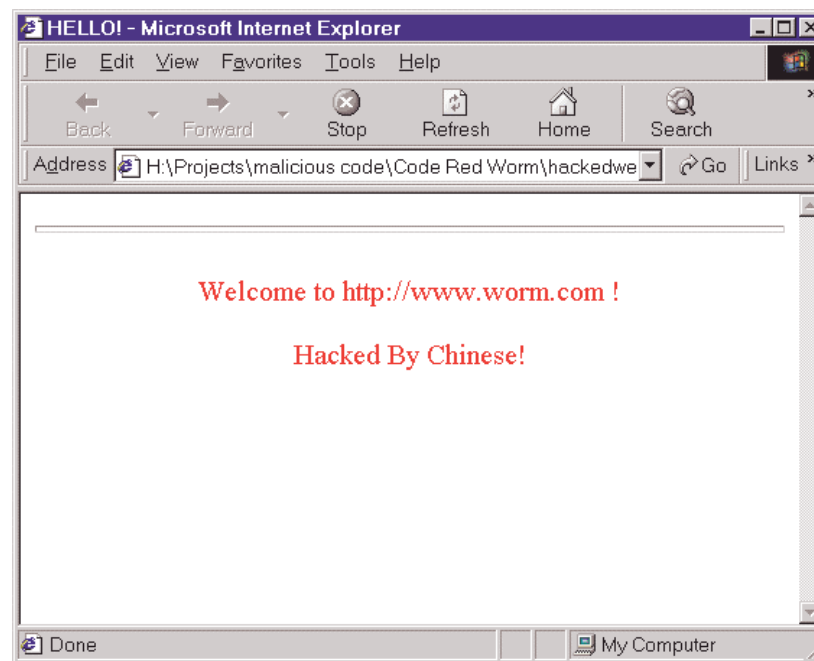 HELLO! - Microsoft Internet Explorer
File Edit View Favorites Tools Help
Back Forward Stop Refresh Home Search »
Address H:\Projects\malicious code\Code Red Worm\hackedwe Go Links »
Welcome to http://www.worm.com !
Hacked By Chinese!
Done My Computer